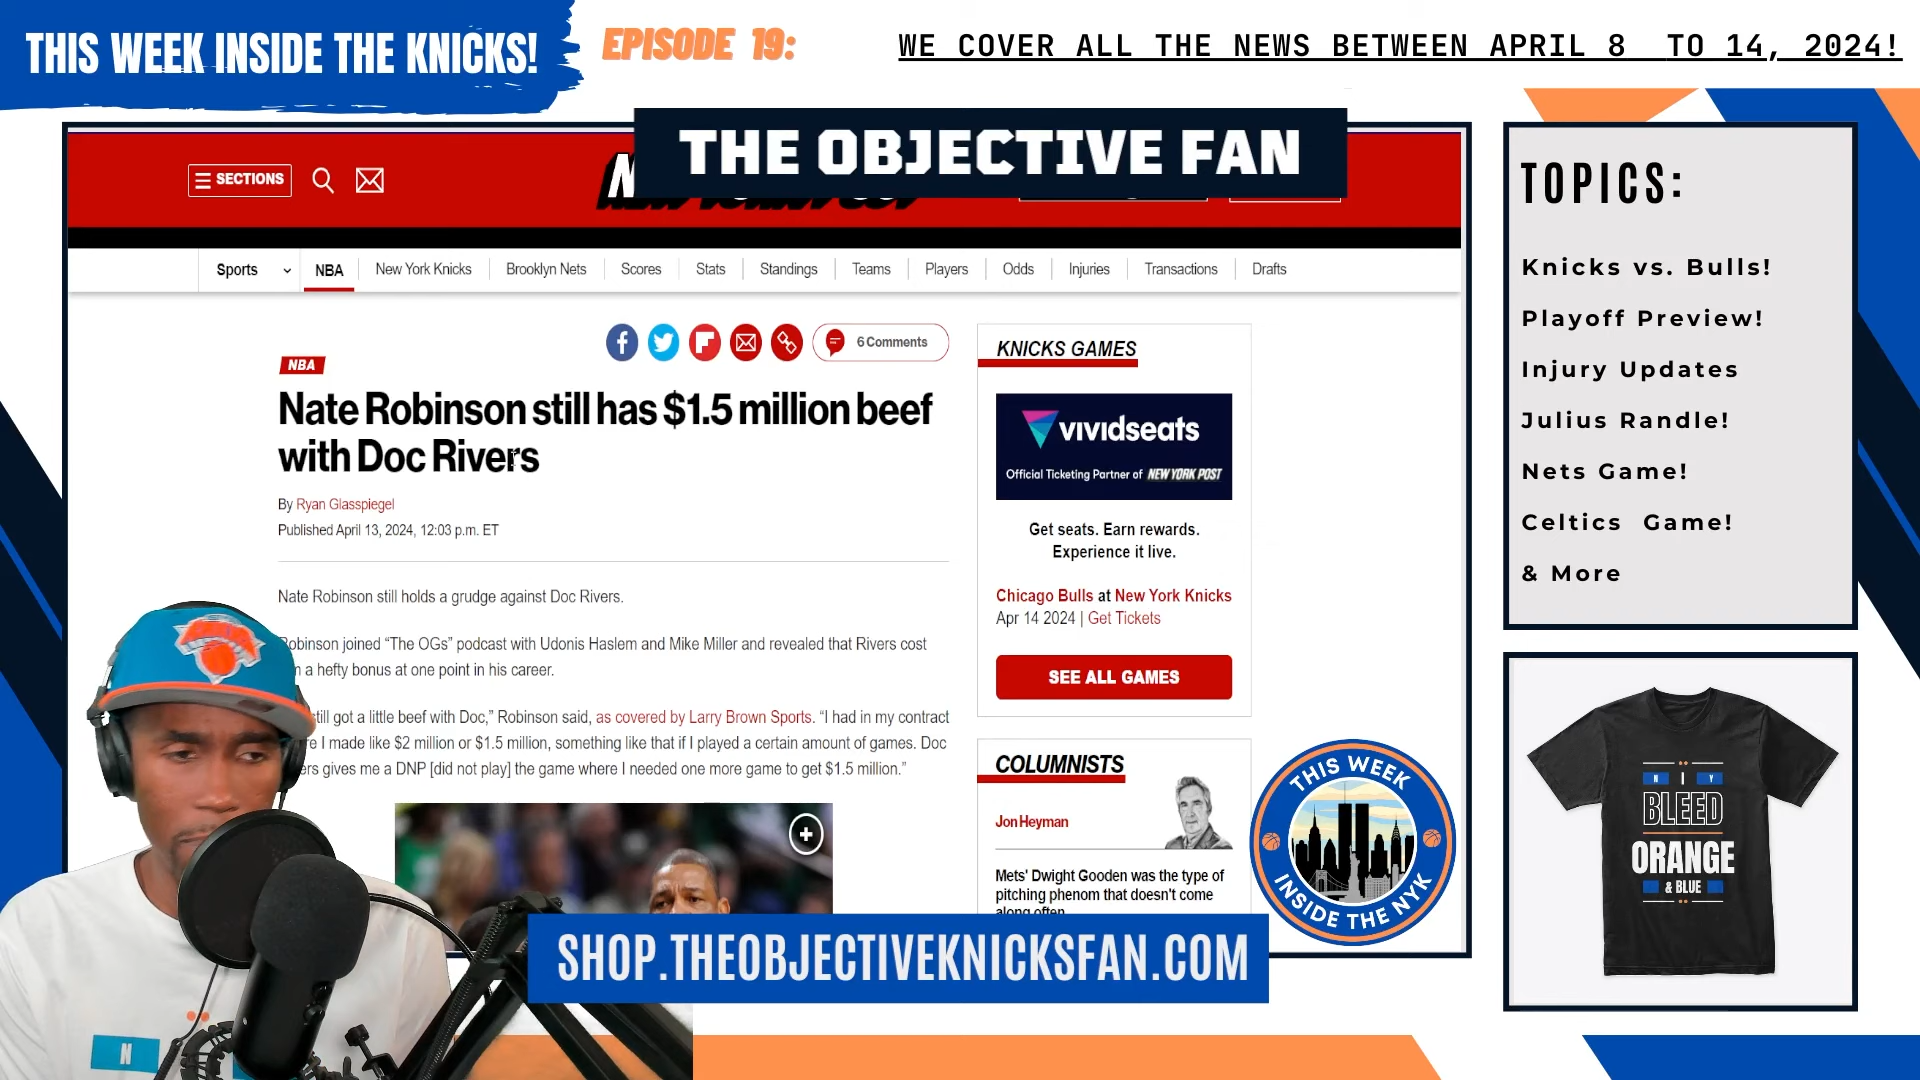 THIS WEEK INSIDE THE KNICKS!
EPISODE 19:
WE COVER ALL THE NEWS BETWEEN APRIL 8 TO 14, 2024!
THE OBJECTIVE FAN
SECTIONS
Sports
NBA
New York Knicks
Brooklyn Nets
Scores
Stats
Standings
Teams
Players
Odds
Injuries
Transactions
Drafts
6 Comments
NBA
Nate Robinson still has $1.5 million beef
with Doc Rivers
By Ryan Glasspiegel
Published April 13, 2024, 12:03 p.m. ET
Nate Robinson still holds a grudge against Doc Rivers.
Robinson joined “The OGs” podcast with Udonis Haslem and Mike Miller and revealed that Rivers cost
a hefty bonus at one point in his career.
still got a little beef with Doc,” Robinson said, as covered by Larry Brown Sports. “I had in my contract
I made like $2 million or $1.5 million, something like that if I played a certain amount of games. Doc
gives me a DNP [did not play] the game where I needed one more game to get $1.5 million.”
KNICKS GAMES
vividseats
Official Ticketing Partner of NEW YORK POST
Get seats. Earn rewards.
Experience it live.
Chicago Bulls at New York Knicks
Apr 14 2024 | Get Tickets
SEE ALL GAMES
COLUMNISTS
Jon Heyman
Mets' Dwight Gooden was the type of
pitching phenom that doesn't come
along often
THIS WEEK
INSIDE THE NYK
SHOP.THEOBJECTIVEKNICKSFAN.COM
TOPICS:
Knicks vs. Bulls!
Playoff Preview!
Injury Updates
Julius Randle!
Nets Game!
Celtics Game!
& More
N I Y
BLEED
ORANGE
& BLUE
N